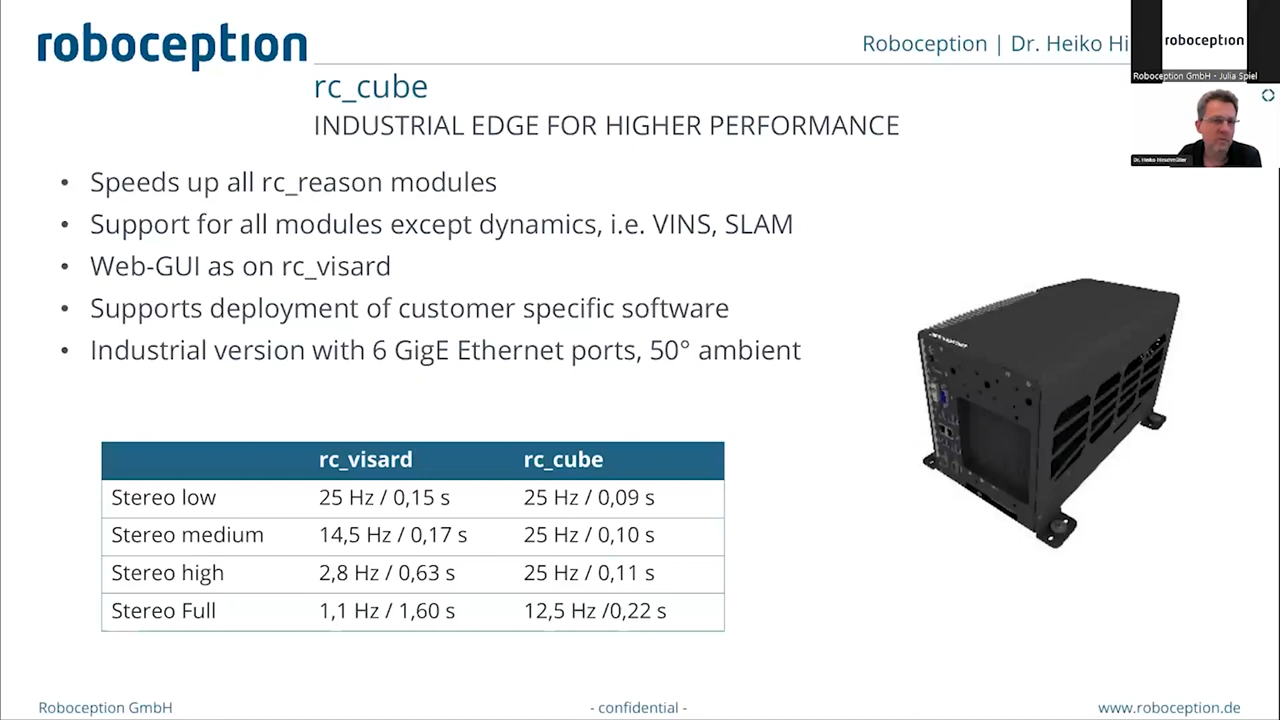 roboception
Roboception | Dr. Heiko Hi
roboception
Roboception GmbH - Julia Spiel
Dr. Heiko Hirschmüller
rc_cube
INDUSTRIAL EDGE FOR HIGHER PERFORMANCE
• Speeds up all rc_reason modules
• Support for all modules except dynamics, i.e. VINS, SLAM
• Web-GUI as on rc_visard
• Supports deployment of customer specific software
• Industrial version with 6 GigE Ethernet ports, 50° ambient
rc_visard rc_cube
Stereo low 25 Hz / 0,15 s 25 Hz / 0,09 s
Stereo medium 14,5 Hz / 0,17 s 25 Hz / 0,10 s
Stereo high 2,8 Hz / 0,63 s 25 Hz / 0,11 s
Stereo Full 1,1 Hz / 1,60 s 12,5 Hz /0,22 s
Roboception GmbH - confidential - www.roboception.de